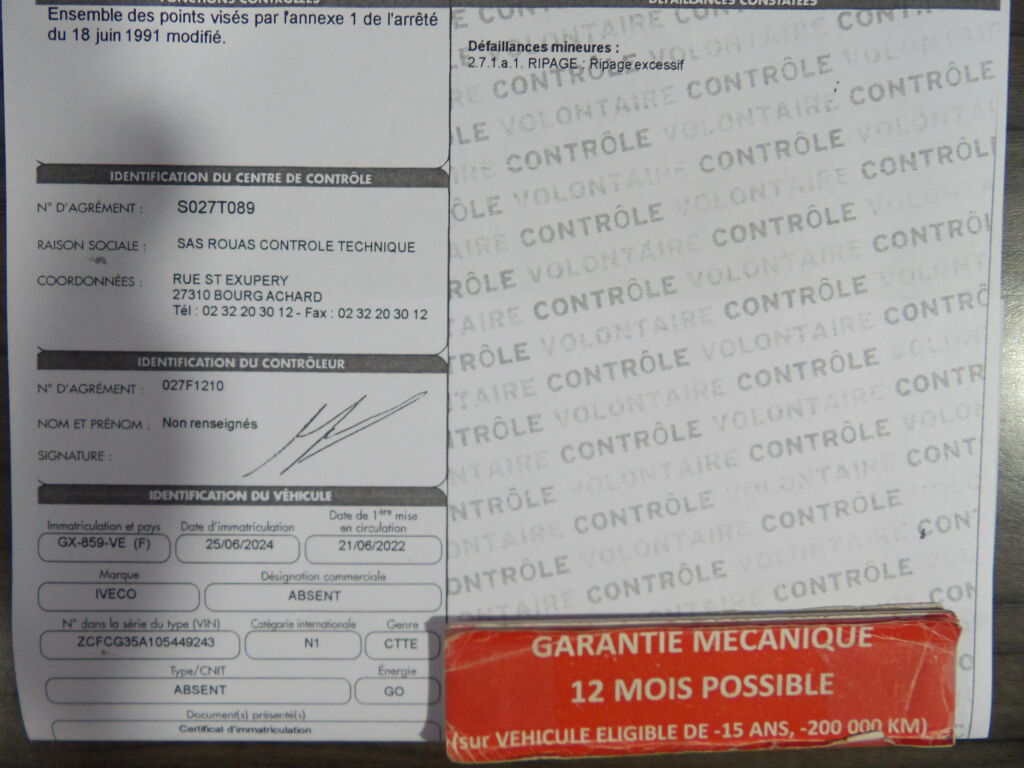 FONCTIONS CONTRÔLÉES
Ensemble des points visés par l'annexe 1 de l'arrêté
du 18 juin 1991 modifié.
IDENTIFICATION DU CENTRE DE CONTRÔLE
N° D'AGRÉMENT : S027T089
RAISON SOCIALE : SAS ROUAS CONTROLE TECHNIQUE
COORDONNÉES : RUE ST EXUPERY
27310 BOURG ACHARD
Tél : 02 32 20 30 12 - Fax : 02 32 20 30 12
IDENTIFICATION DU CONTRÔLEUR
N° D'AGRÉMENT : 027F1210
NOM ET PRÉNOM : Non renseignés
SIGNATURE :
IDENTIFICATION DU VÉHICULE
Immatriculation et pays Date d'immatriculation Date de 1ère mise
en circulation
GX-859-VE (F) 25/06/2024 21/06/2022
Marque Désignation commerciale
IVECO ABSENT
N° dans la série du type (VIN) Catégorie internationale Genre
ZCFCG35A105449243 N1 CTTE
Type/CNIT Énergie
ABSENT GO
Document(s) présenté(s)
Certificat d'immatriculation
DÉFAILLANCES CONSTATÉES
Défaillances mineures :
2.7.1.a.1. RIPAGE : Ripage excessif
CONTRÔLE VOLONTAIRE CONTRÔLE VOLONTAIRE
GARANTIE MECANIQUE
12 MOIS POSSIBLE
(sur VEHICULE ELIGIBLE DE -15 ANS, -200 000 KM)